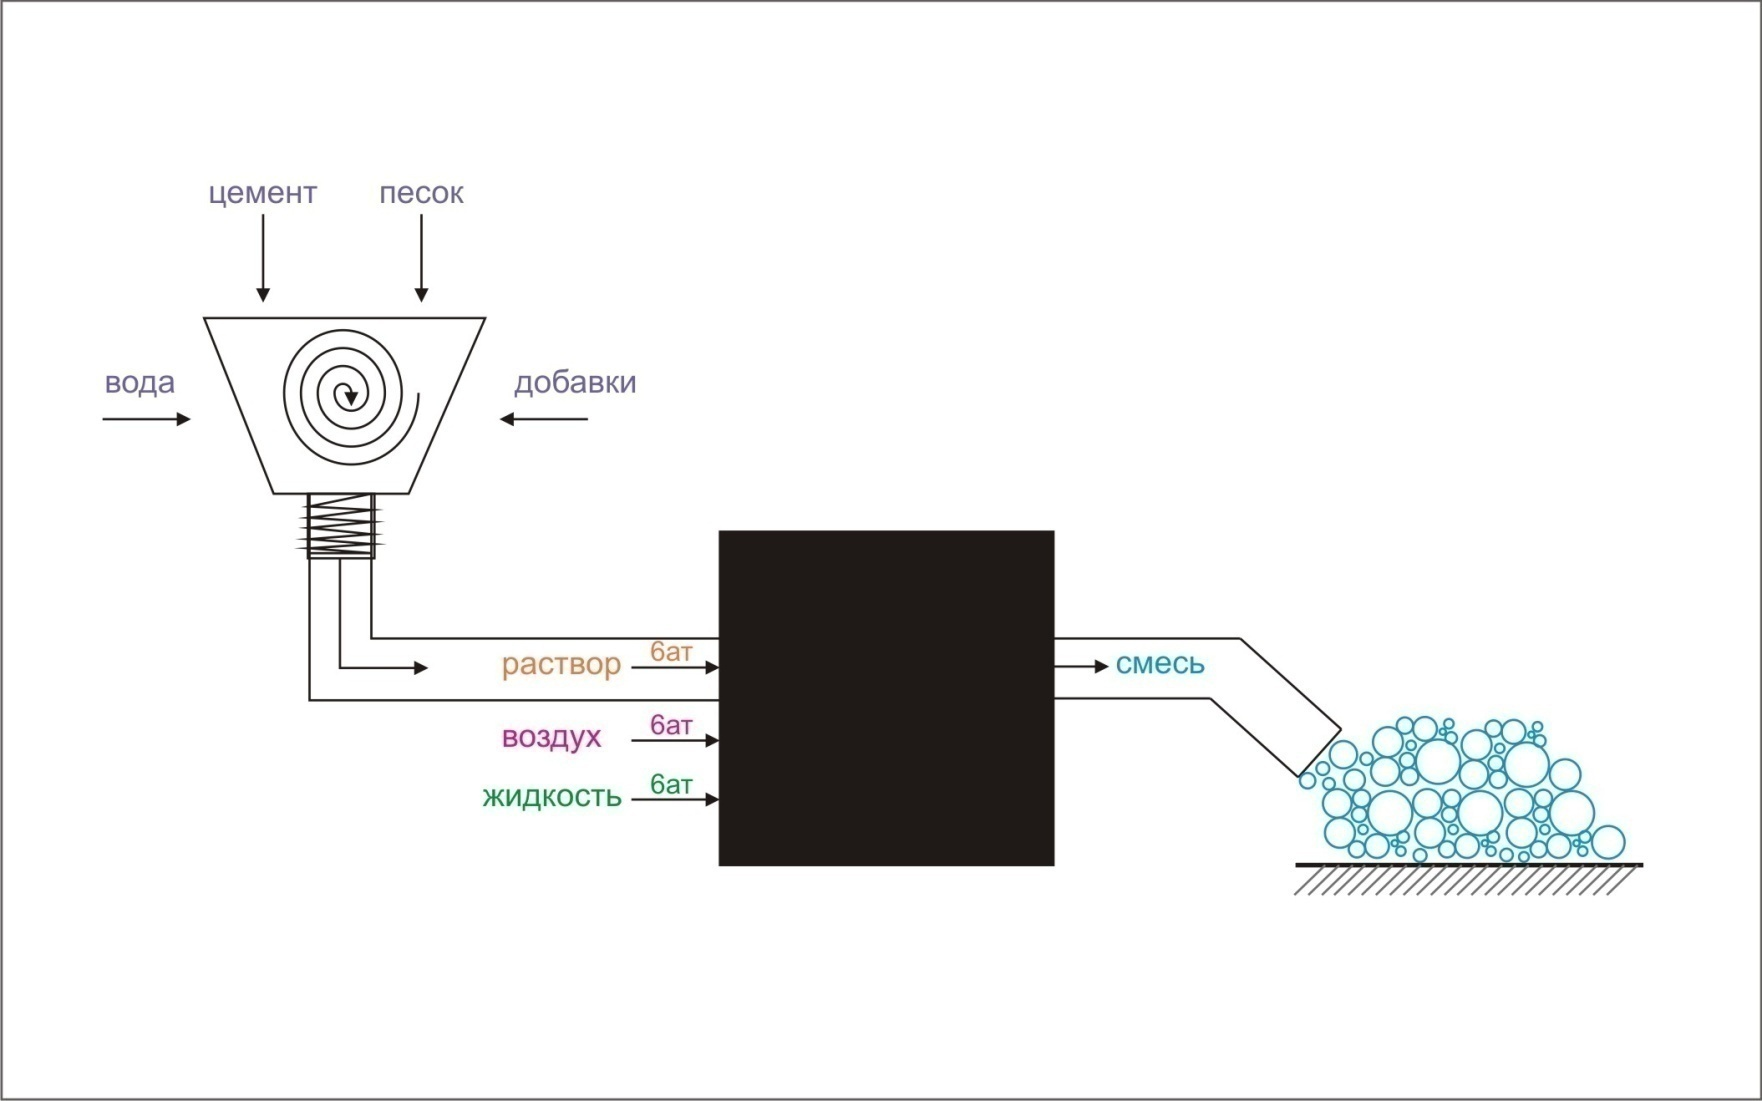 цемент песок
вода добавки
раствор 6ат
смесь
воздух 6ат
жидкость 6ат